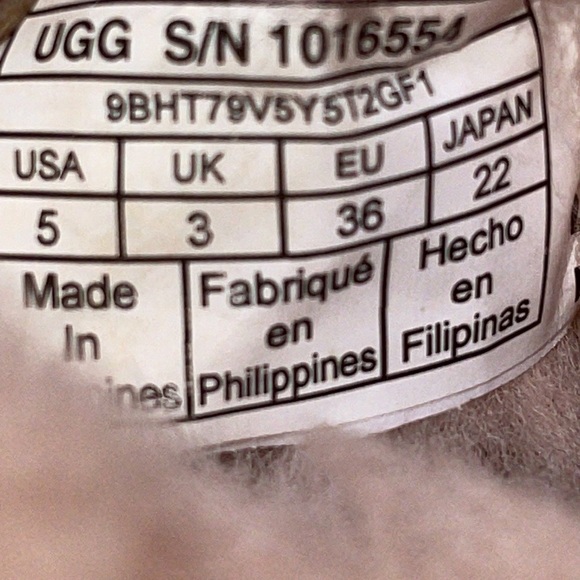 UGG S/N 1016554
9BHT79V5Y5T2GF1
USA UK EU JAPAN
5 3 36 22
Made Fabriqué Hecho
In en en
Philippines Filipinas